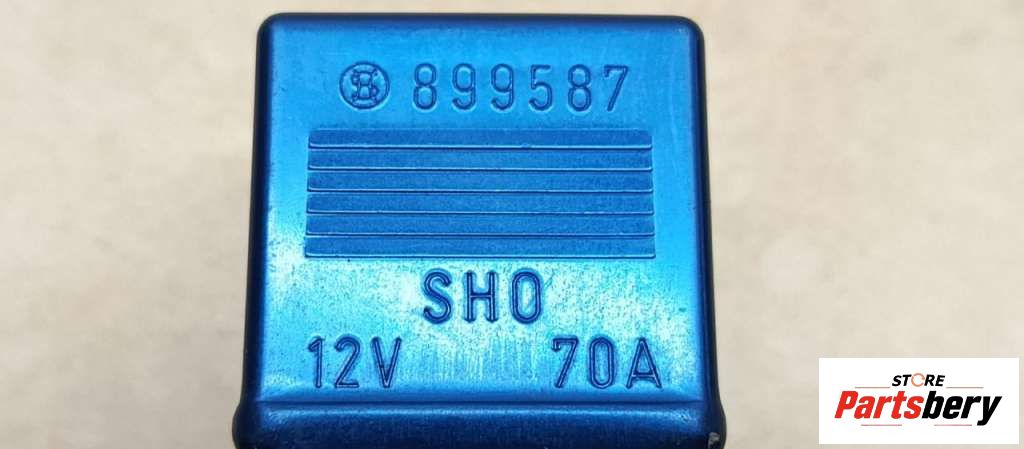 899587
SHO
12V 70A
STORE
Partsbery